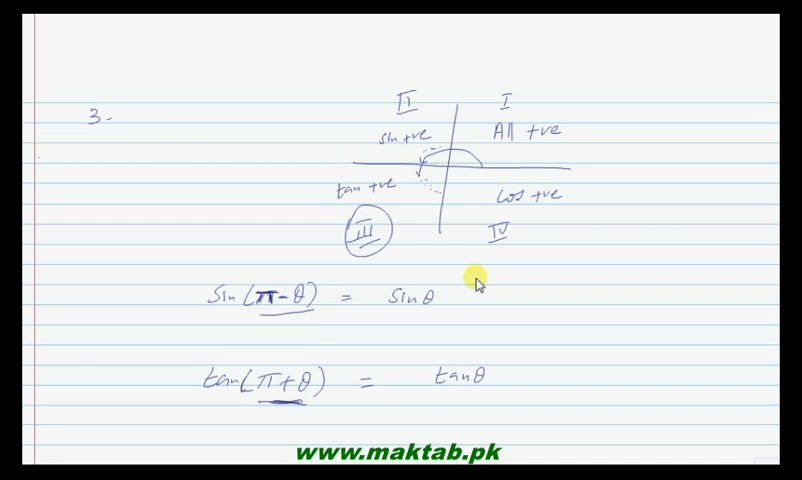 3.
II I
sin +ve All +ve
tan +ve cos +ve
III IV
sin(π-θ) = sinθ
tan(π+θ) = tanθ
www.maktab.pk